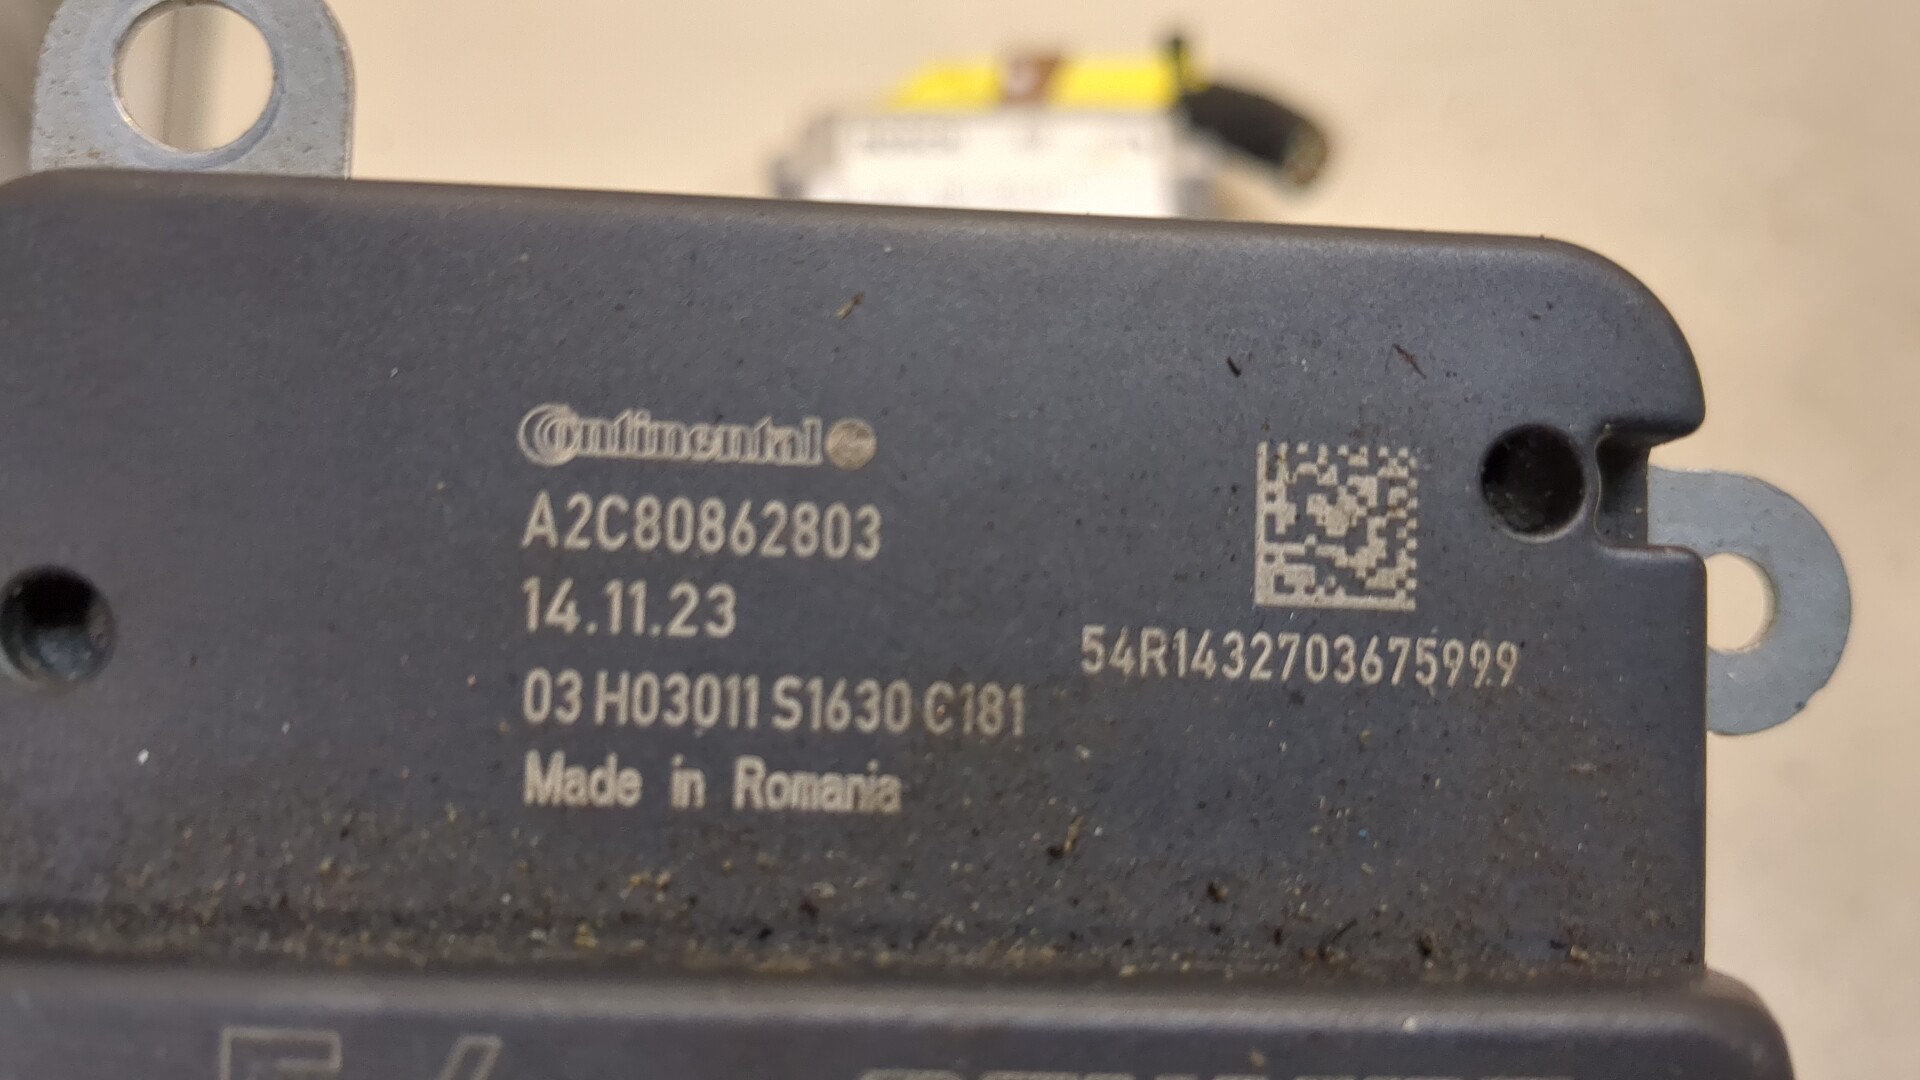 Continental
A2C80862803
14.11.23
03 H03011 S1630 C181
Made in Romania
54R1432703675999